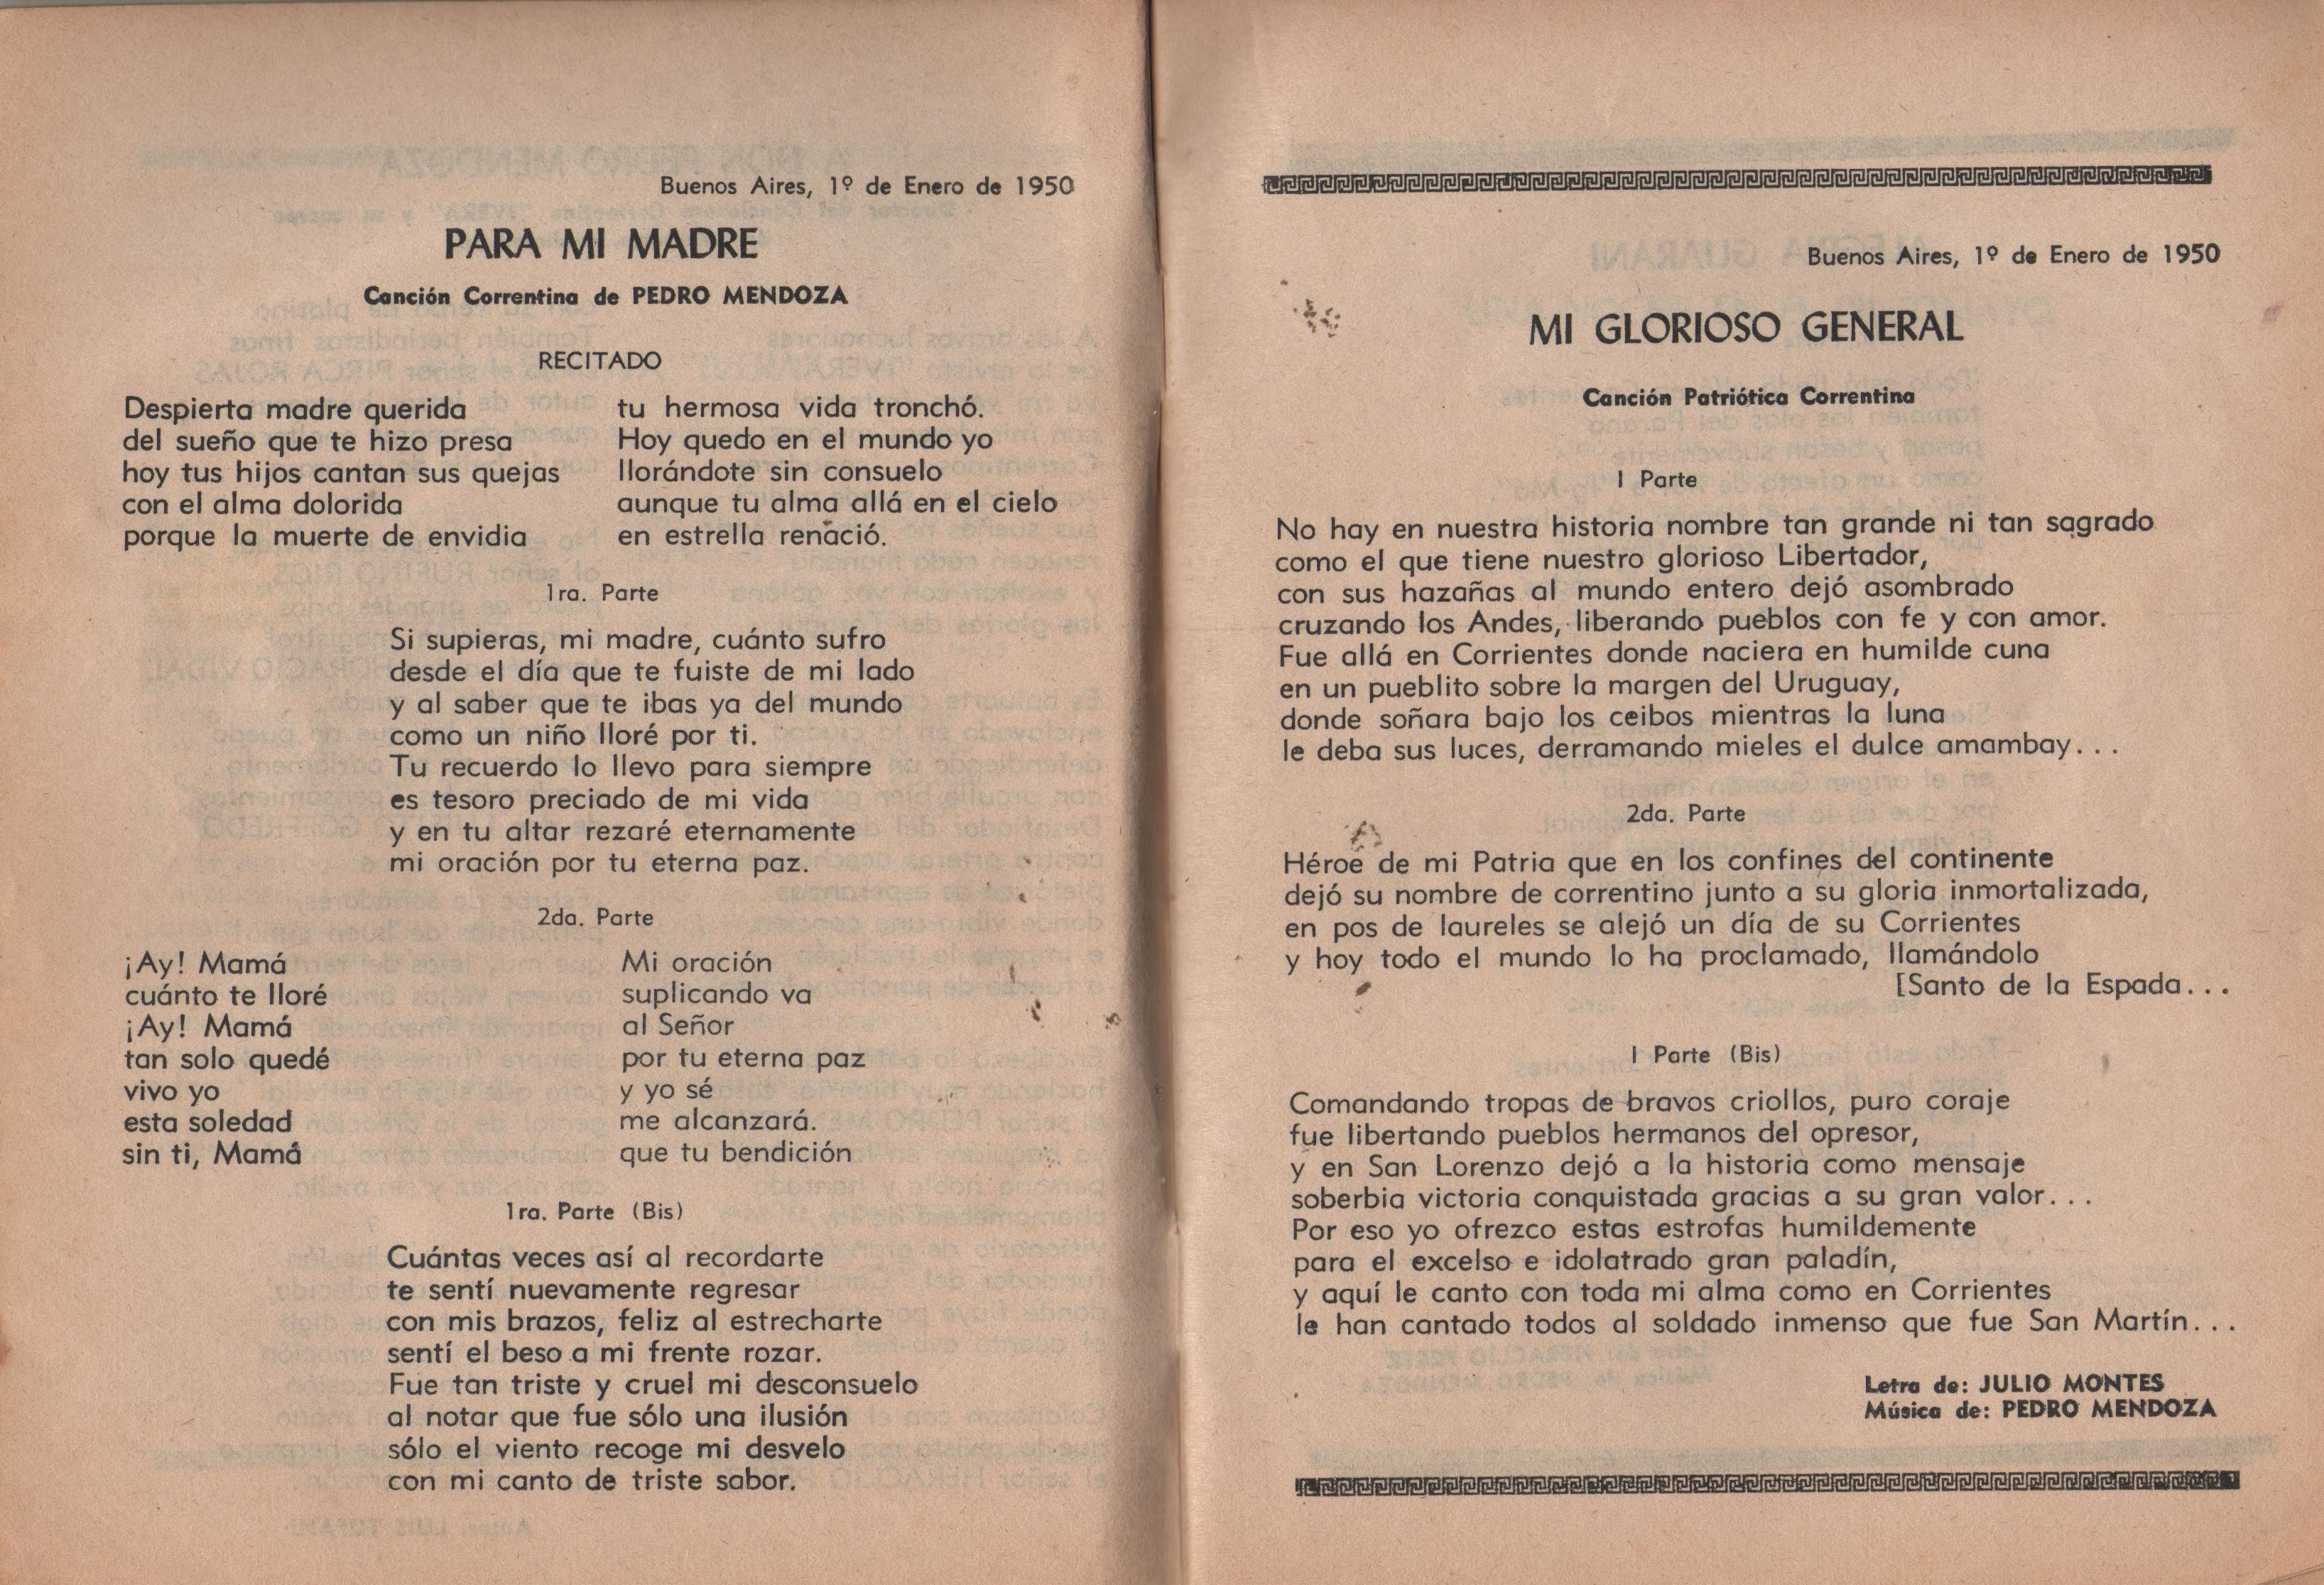 Buenos Aires, 1º de Enero de 1950
PARA MI MADRE
Canción Correntina de PEDRO MENDOZA
RECITADO
Despierta madre querida
del sueño que te hizo presa
hoy tus hijos cantan sus quejas
con el alma dolorida
porque la muerte de envidia
tu hermosa vida tronchó.
Hoy quedo en el mundo yo
llorándote sin consuelo
aunque tu alma allá en el cielo
en estrella renació.
1ra. Parte
Si supieras, mi madre, cuánto sufro
desde el día que te fuiste de mi lado
y al saber que te ibas ya del mundo
como un niño lloré por ti.
Tu recuerdo lo llevo para siempre
es tesoro preciado de mi vida
y en tu altar rezaré eternamente
mi oración por tu eterna paz.
2da. Parte
¡Ay! Mamá
cuánto te lloré
¡Ay! Mamá
tan solo quedé
vivo yo
esta soledad
sin ti, Mamá
Mi oración
suplicando va
al Señor
por tu eterna paz
y yo sé
me alcanzará.
que tu bendición
1ra. Parte (Bis)
Cuántas veces así al recordarte
te sentí nuevamente regresar
con mis brazos, feliz al estrecharte
sentí el beso a mi frente rozar.
Fue tan triste y cruel mi desconsuelo
al notar que fue sólo una ilusión
sólo el viento recoge mi desvelo
con mi canto de triste sabor.
Buenos Aires, 1º de Enero de 1950
MI GLORIOSO GENERAL
Canción Patriótica Correntina
I Parte
No hay en nuestra historia nombre tan grande ni tan sagrado
como el que tiene nuestro glorioso Libertador,
con sus hazañas al mundo entero dejó asombrado
cruzando los Andes, liberando pueblos con fe y con amor.
Fue allá en Corrientes donde naciera en humilde cuna
en un pueblito sobre la margen del Uruguay,
donde soñara bajo los ceibos mientras la luna
le deba sus luces, derramando mieles el dulce amambay...
2da. Parte
Héroe de mi Patria que en los confines del continente
dejó su nombre de correntino junto a su gloria inmortalizada,
en pos de laureles se alejó un día de su Corrientes
y hoy todo el mundo lo ha proclamado, llamándolo
[Santo de la Espada...
I Parte (Bis)
Comandando tropas de bravos criollos, puro coraje
fue libertando pueblos hermanos del opresor,
y en San Lorenzo dejó a la historia como mensaje
soberbia victoria conquistada gracias a su gran valor...
Por eso yo ofrezco estas estrofas humildemente
para el excelso e idolatrado gran paladín,
y aquí le canto con toda mi alma como en Corrientes
le han cantado todos al soldado inmenso que fue San Martín...
Letra de: JULIO MONTES
Música de: PEDRO MENDOZA